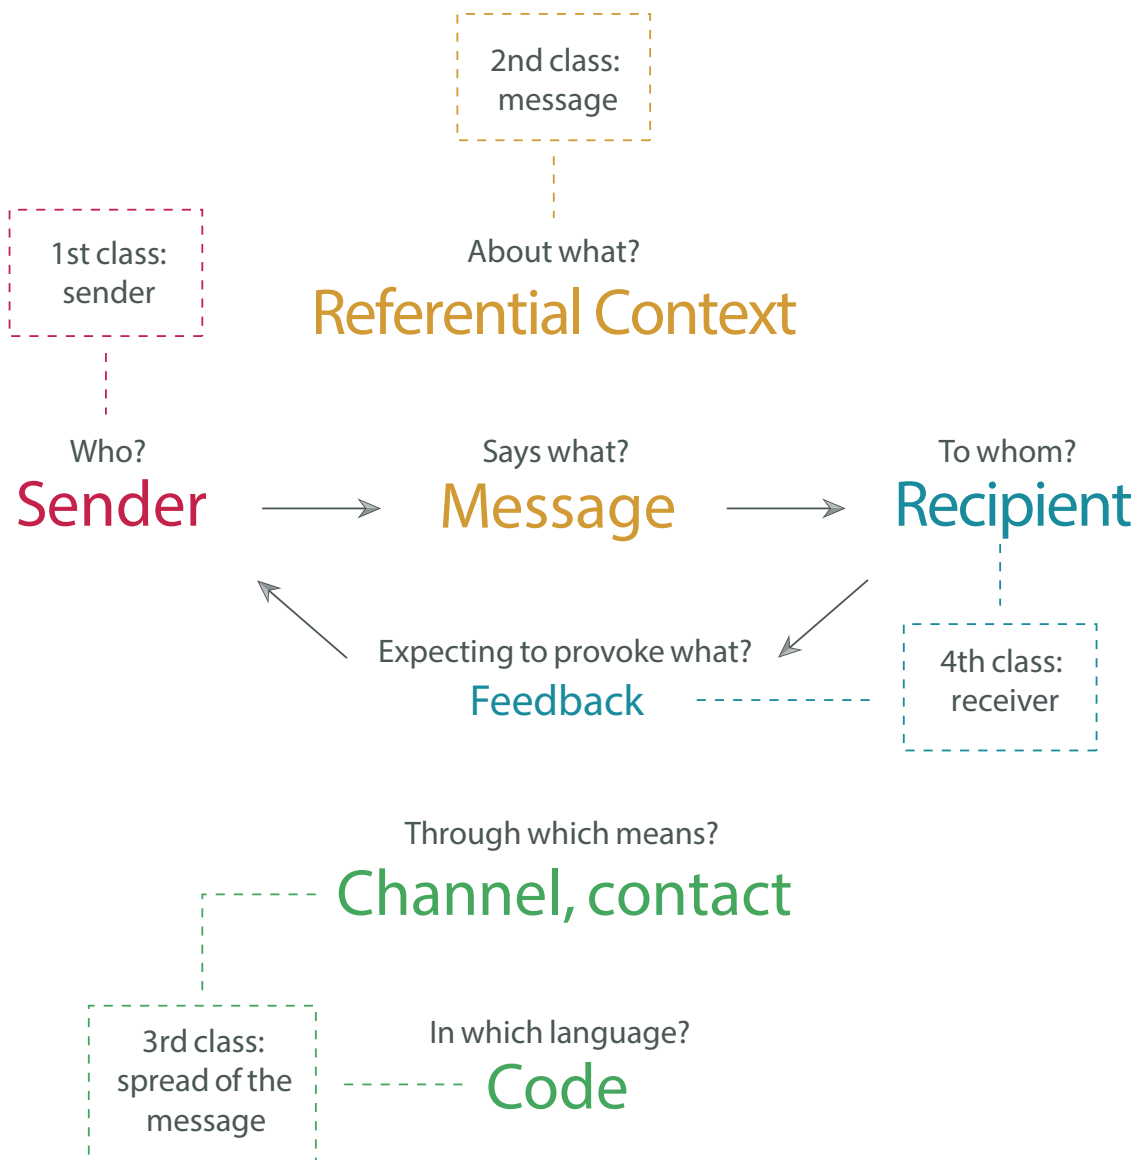 2nd class:
message
1st class:
sender
About what?
Referential Context
Who?
Sender
Says what?
Message
To whom?
Recipient
Expecting to provoke what?
Feedback
4th class:
receiver
Through which means?
Channel, contact
3rd class:
spread of the
message
In which language?
Code